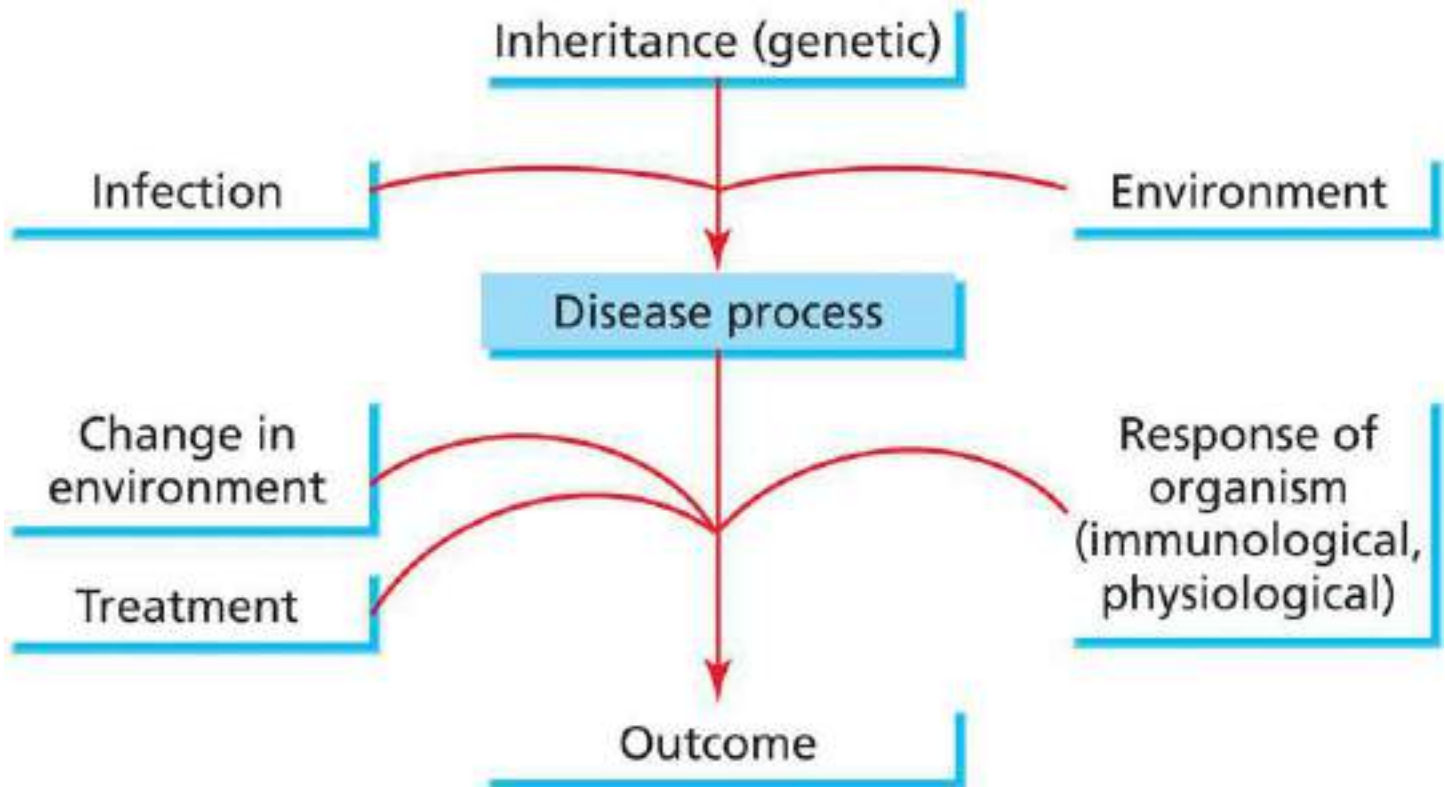 Inheritance (genetic)
Infection
Environment
Disease process
Change in
environment
Response of
organism
(immunological,
physiological)
Treatment
Outcome